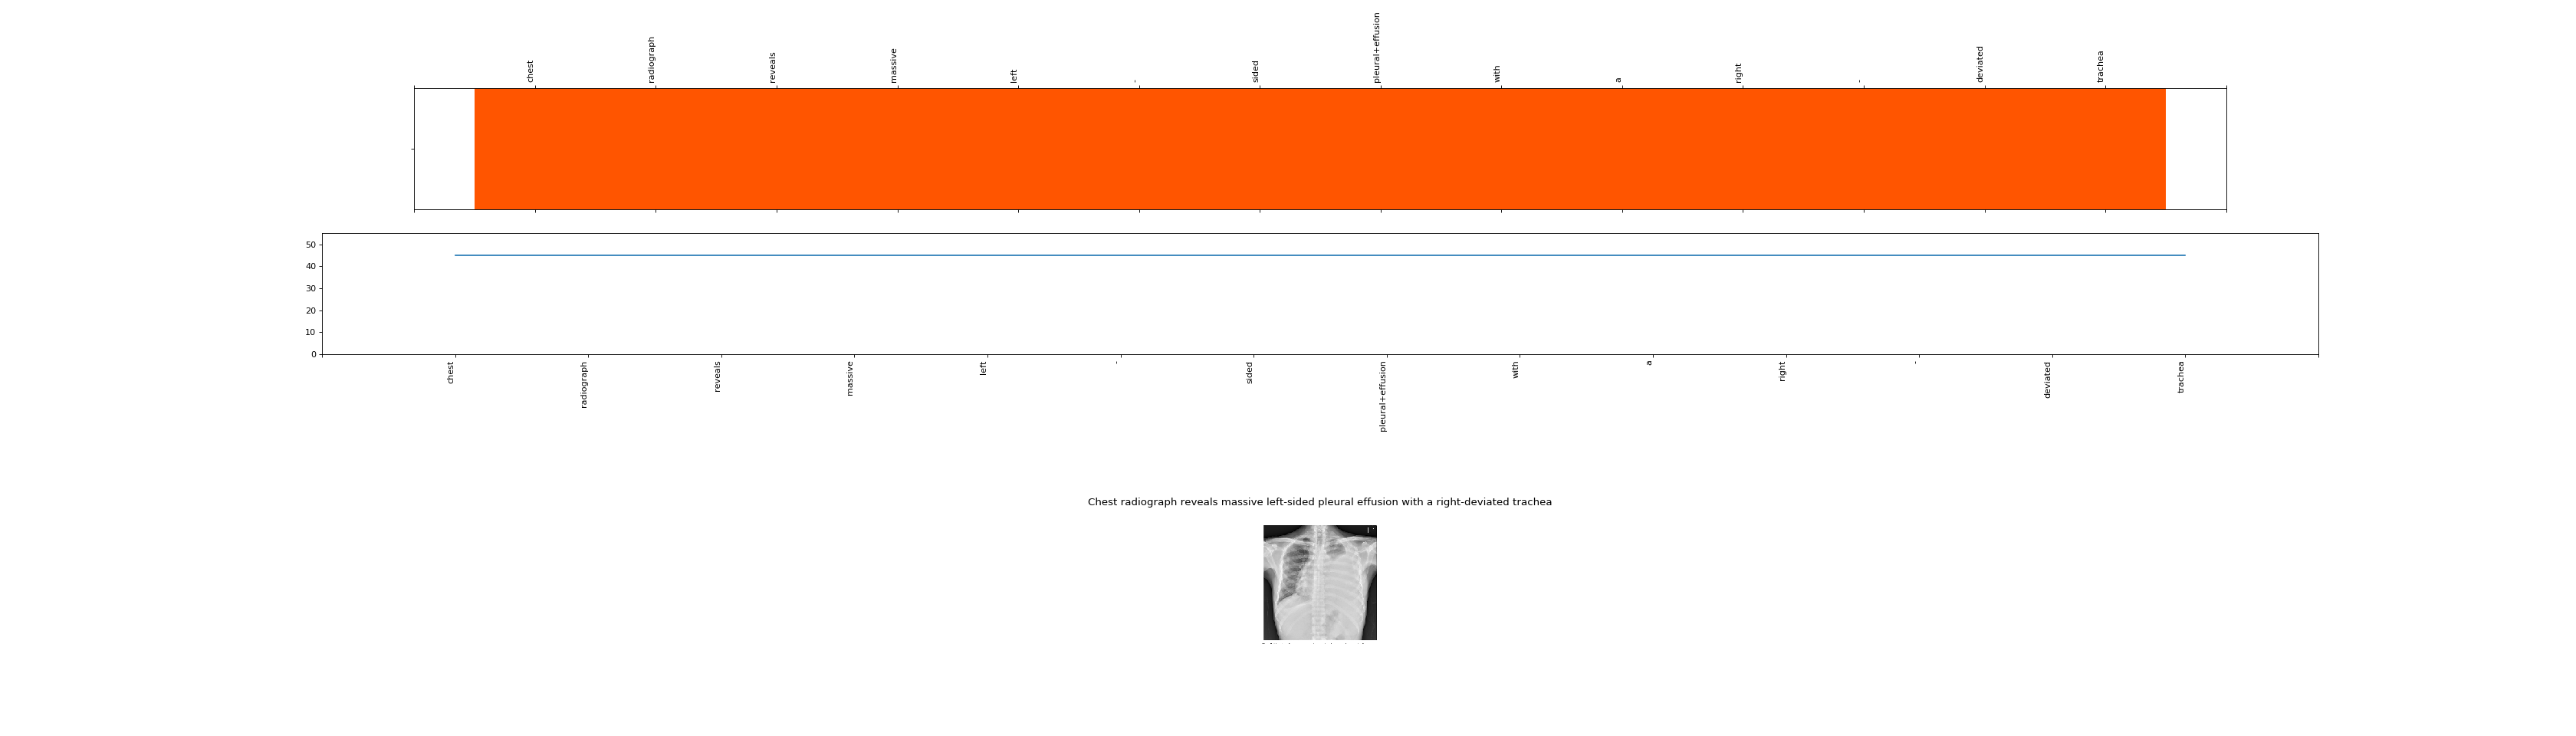 chest radiograph reveals massive left - sided pleural+effusion with a right - deviated trachea
50
40
30
20
10
0
chest radiograph reveals massive left - sided pleural+effusion with a right - deviated trachea
Chest radiograph reveals massive left-sided pleural effusion with a right-deviated trachea